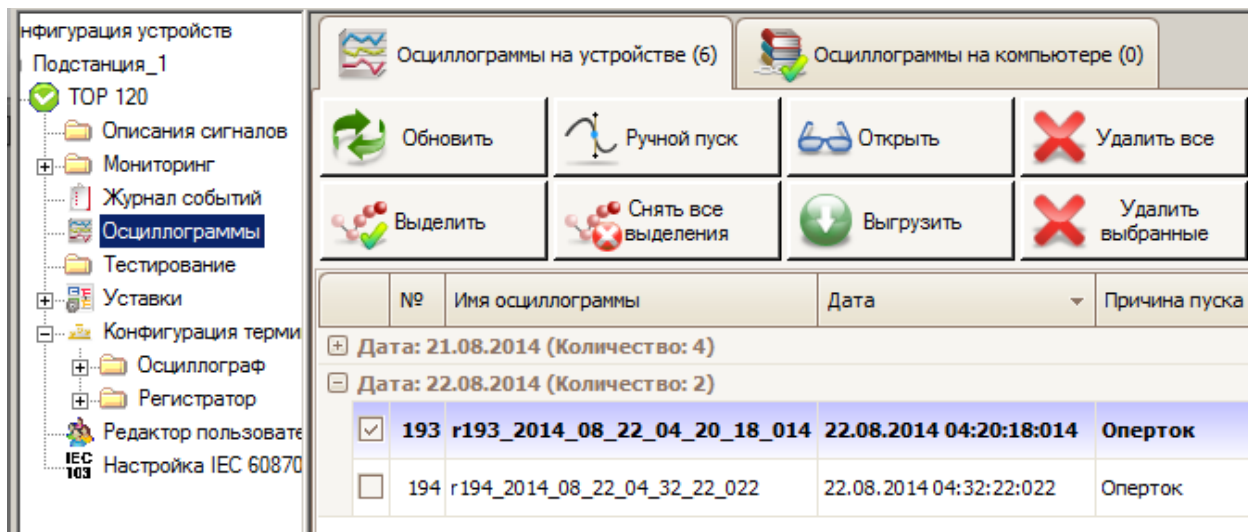 нфигурация устройств
Подстанция_1
ТОР 120
Описания сигналов
Мониторинг
Журнал событий
Осциллограммы
Тестирование
Уставки
Конфигурация терми
Осциллограф
Регистратор
Редактор пользовате
IEC
103
Настройка IEC 60870
Осциллограммы на устройстве (6)
Осциллограммы на компьютере (0)
Обновить
Ручной пуск
Открыть
Удалить все
Выделить
Снять все
выделения
Выгрузить
Удалить
выбранные
№ Имя осциллограммы Дата Причина пуска
Дата: 21.08.2014 (Количество: 4)
Дата: 22.08.2014 (Количество: 2)
193 r193_2014_08_22_04_20_18_014 22.08.2014 04:20:18:014 Оперток
194 r194_2014_08_22_04_32_22_022 22.08.2014 04:32:22:022 Оперток